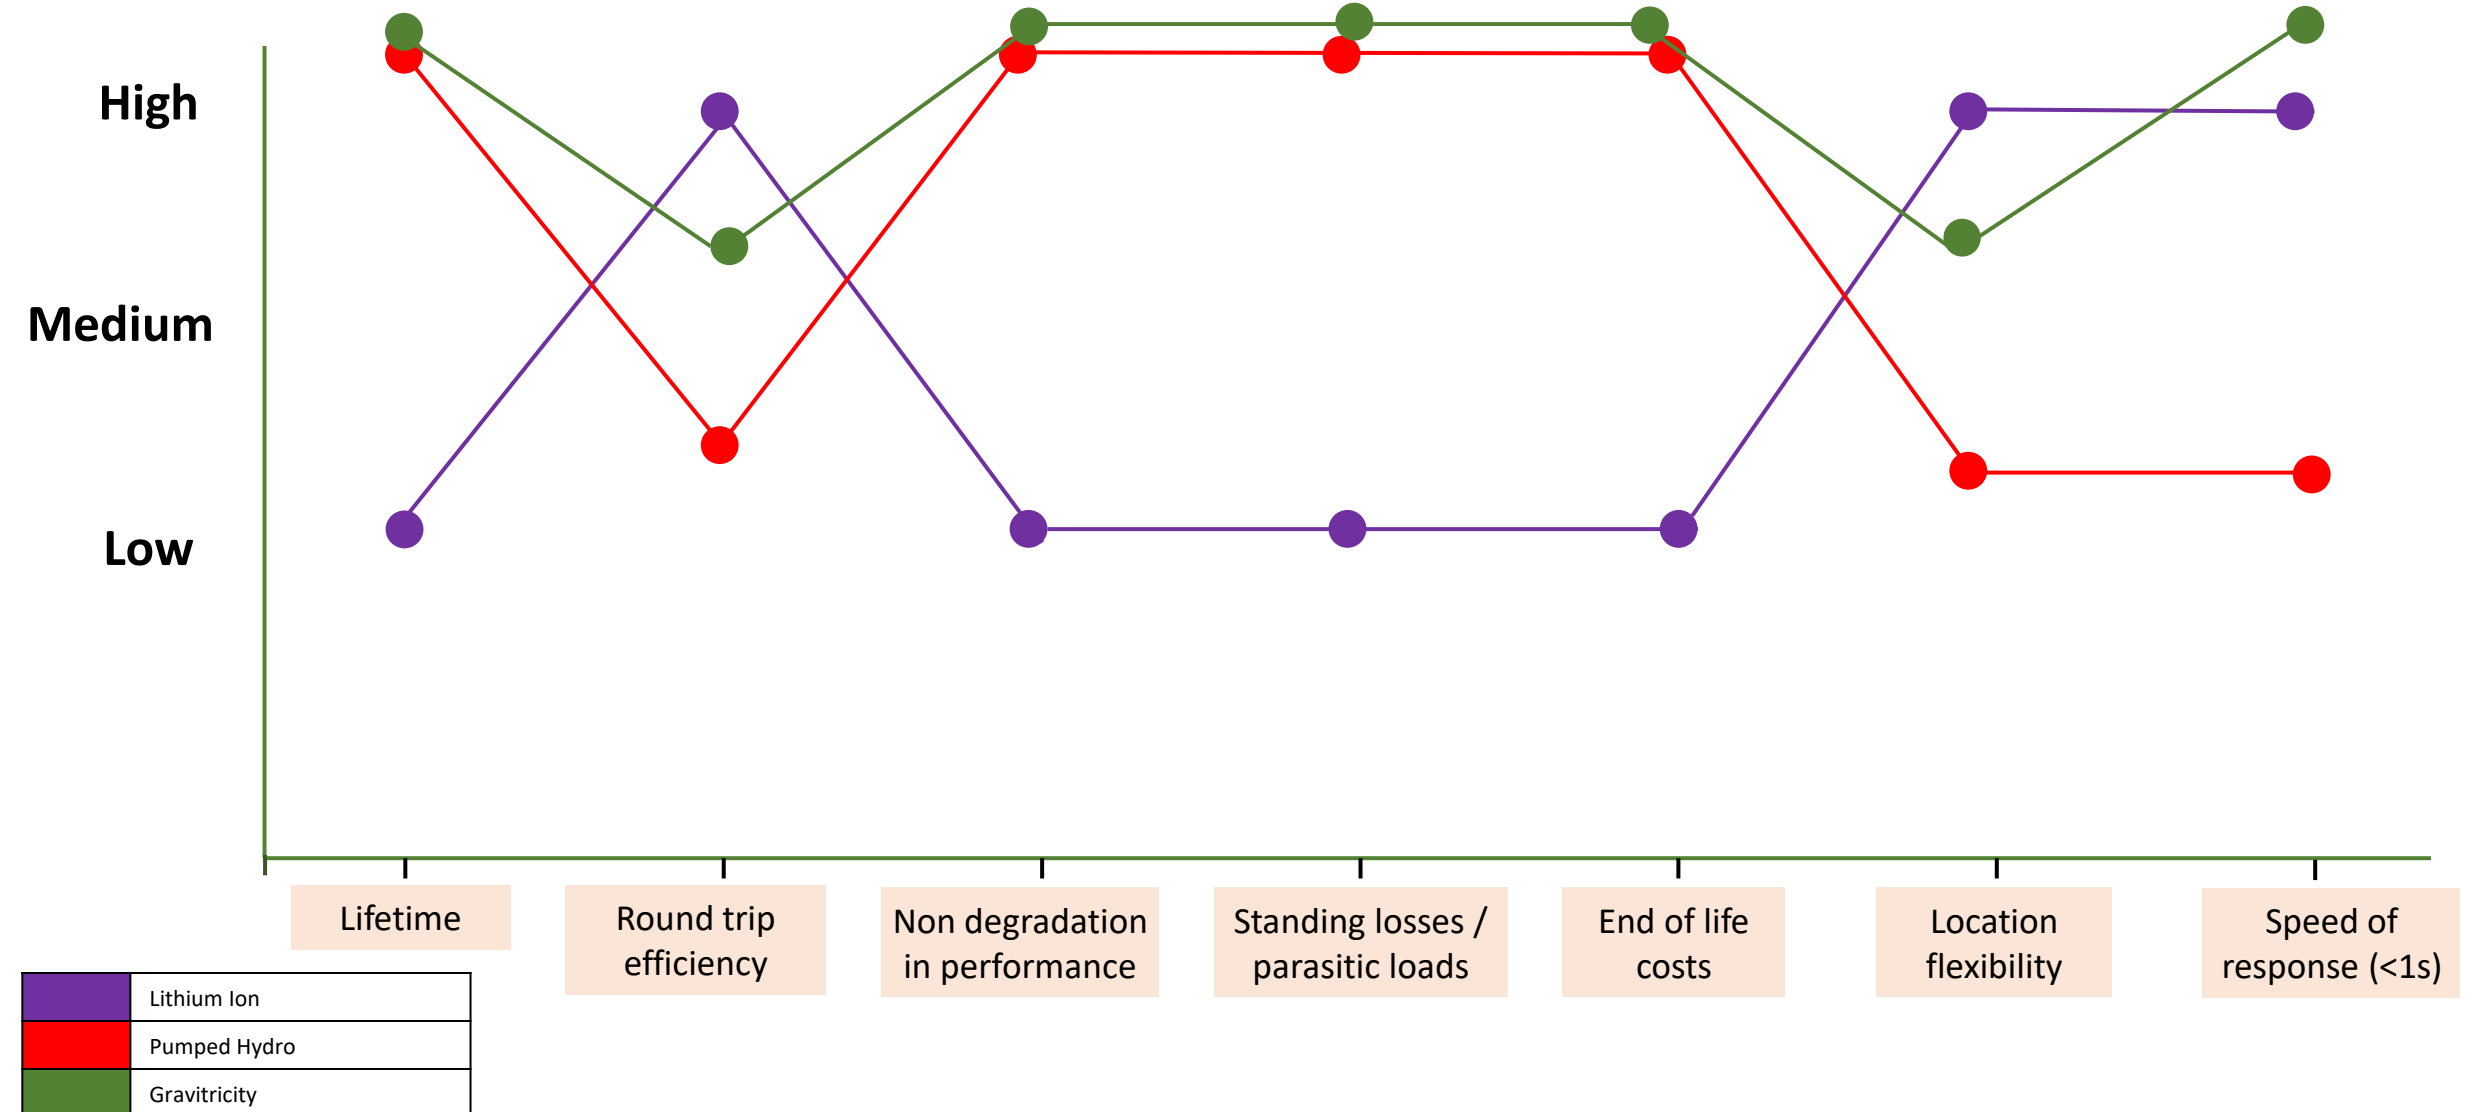 High
Medium
Low
Lifetime
Round trip
efficiency
Non degradation
in performance
Standing losses /
parasitic loads
End of life
costs
Location
flexibility
Speed of
response (<1s)
Lithium Ion
Pumped Hydro
Gravitricity